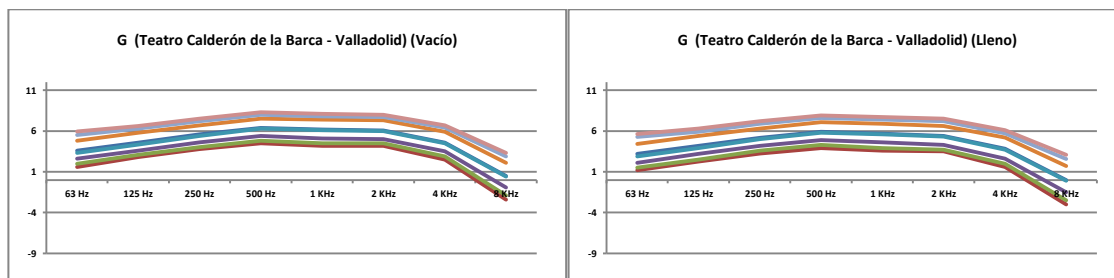 G (Teatro Calderón de la Barca - Valladolid) (Vacío)
11
6
1
-4
-9
63 Hz 125 Hz 250 Hz 500 Hz 1 KHz 2 KHz 4 KHz 8 KHz
G (Teatro Calderón de la Barca - Valladolid) (Lleno)
11
6
1
-4
-9
63 Hz 125 Hz 250 Hz 500 Hz 1 KHz 2 KHz 4 KHz 8 KHz